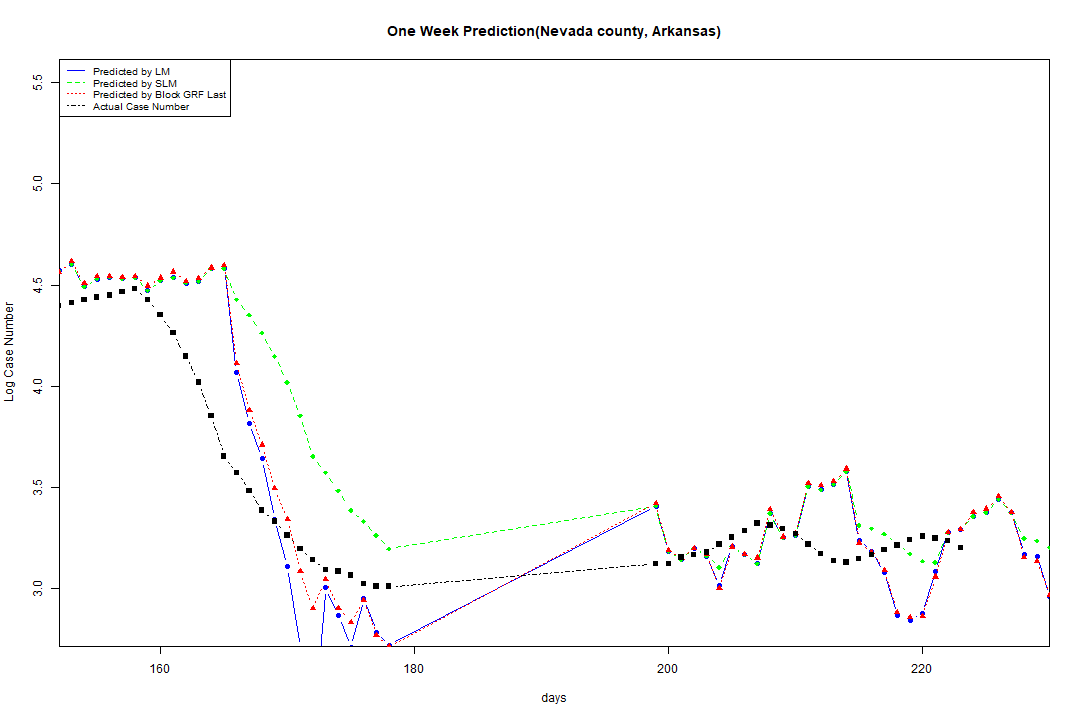 One Week Prediction(Nevada county, Arkansas)
Predicted by LM
Predicted by SLM
Predicted by Block GRF Last
Actual Case Number
5.5
5.0
4.5
4.0
3.5
3.0
Log Case Number
160 180 200 220
days